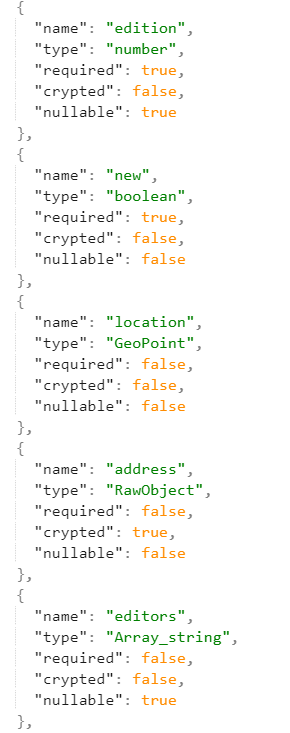 {
"name": "edition",
"type": "number",
"required": true,
"crypted": false,
"nullable": true
},
{
"name": "new",
"type": "boolean",
"required": true,
"crypted": false,
"nullable": false
},
{
"name": "location",
"type": "GeoPoint",
"required": false,
"crypted": false,
"nullable": false
},
{
"name": "address",
"type": "RawObject",
"required": false,
"crypted": true,
"nullable": false
},
{
"name": "editors",
"type": "Array_string",
"required": false,
"crypted": false,
"nullable": true
},